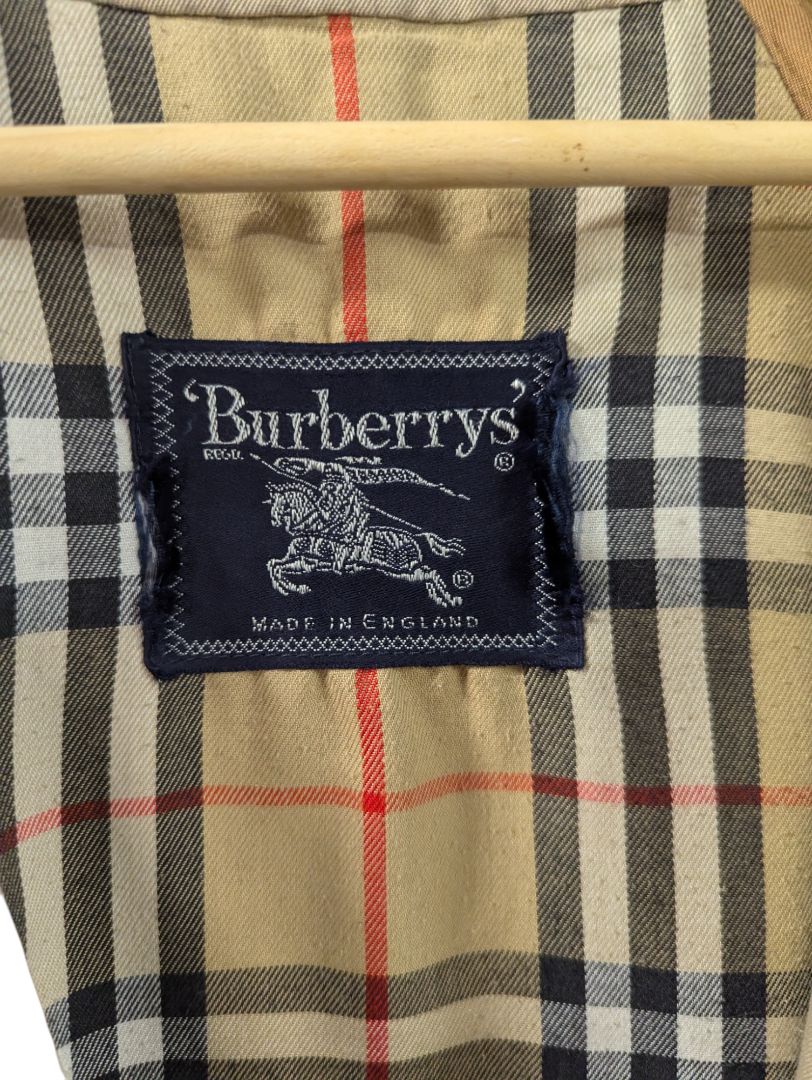 'Burberrys'
REGD.
®
®
MADE IN ENGLAND